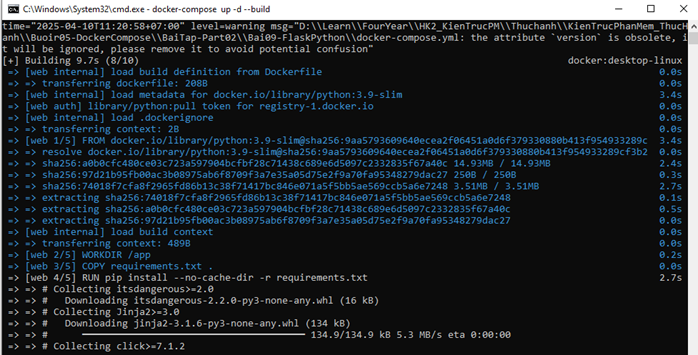 C:\Windows\System32\cmd.exe - docker-compose up -d --build
time="2025-04-10T11:20:58+07:00" level=warning msg="D:\\Learn\\FourYear\\HK2_KienTrucPM\\Thuchanh\\KienTrucPhanMem_ThucH
anh\\Buoir05-DockerCompose\\BaiTap-Part02\\Bai09-FlaskPython\\docker-compose.yml: the attribute `version` is obsolete, i
t will be ignored, please remove it to avoid potential confusion"
[+] Building 9.7s (8/10) docker:desktop-linux
=> [web internal] load build definition from Dockerfile 0.0s
=> => transferring dockerfile: 208B 0.0s
=> [web internal] load metadata for docker.io/library/python:3.9-slim 3.4s
=> [web auth] library/python:pull token for registry-1.docker.io 0.0s
=> [web internal] load .dockerignore 0.0s
=> => transferring context: 2B 0.0s
=> [web 1/5] FROM docker.io/library/python:3.9-slim@sha256:9aa5793609640ecea2f06451a0d6f379330880b413f954933289c 3.4s
=> => resolve docker.io/library/python:3.9-slim@sha256:9aa5793609640ecea2f06451a0d6f379330880b413f954933289cf3b2 0.0s
=> => sha256:a0b0cfc480ce03c723a597904bcfbf28c71438c689e6d5097c2332835f67a40c 14.93MB / 14.93MB 2.4s
=> => sha256:97d21b95fb00ac3b08975ab6f8709f3a7e35a05d75e2f9a70fa95348279dac27 250B / 250B 0.3s
=> => sha256:74018f7cfa8f2965fd86b13c38f71417bc846e071a5f5bb5ae569ccb5a6e7248 3.51MB / 3.51MB 2.7s
=> => extracting sha256:74018f7cfa8f2965fd86b13c38f71417bc846e071a5f5bb5ae569ccb5a6e7248 0.1s
=> => extracting sha256:a0b0cfc480ce03c723a597904bcfbf28c71438c689e6d5097c2332835f67a40c 0.5s
=> => extracting sha256:97d21b95fb00ac3b08975ab6f8709f3a7e35a05d75e2f9a70fa95348279dac27 0.0s
=> [web internal] load build context 0.0s
=> => transferring context: 489B 0.0s
=> [web 2/5] WORKDIR /app 0.2s
=> [web 3/5] COPY requirements.txt . 0.0s
=> [web 4/5] RUN pip install --no-cache-dir -r requirements.txt 2.7s
=> => # Collecting itsdangerous>=2.0
=> => # Downloading itsdangerous-2.2.0-py3-none-any.whl (16 kB)
=> => # Collecting Jinja2>=3.0
=> => # Downloading jinja2-3.1.6-py3-none-any.whl (134 kB)
=> => # 134.9/134.9 kB 5.3 MB/s eta 0:00:00
=> => # Collecting click>=7.1.2